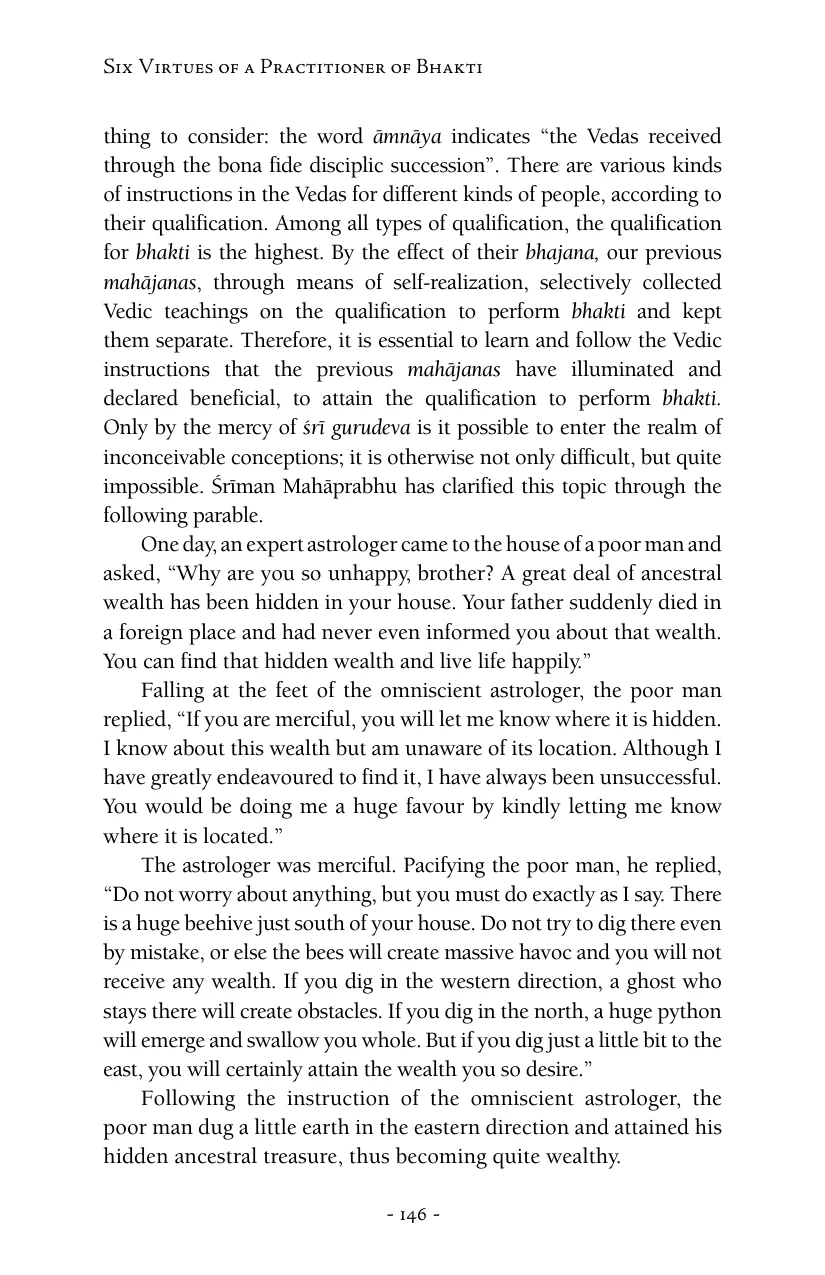 Six Virtues of a Practitioner of Bhakti
thing to consider: the word āmnāya indicates “the Vedas received
through the bona fide disciplic succession”. There are various kinds
of instructions in the Vedas for different kinds of people, according to
their qualification. Among all types of qualification, the qualification
for bhakti is the highest. By the effect of their bhajana, our previous
mahājanas, through means of self-realization, selectively collected
Vedic teachings on the qualification to perform bhakti and kept
them separate. Therefore, it is essential to learn and follow the Vedic
instructions that the previous mahājanas have illuminated and
declared beneficial, to attain the qualification to perform bhakti.
Only by the mercy of śrī gurudeva is it possible to enter the realm of
inconceivable conceptions; it is otherwise not only difficult, but quite
impossible. Śrīman Mahāprabhu has clarified this topic through the
following parable.
One day, an expert astrologer came to the house of a poor man and
asked, “Why are you so unhappy, brother? A great deal of ancestral
wealth has been hidden in your house. Your father suddenly died in
a foreign place and had never even informed you about that wealth.
You can find that hidden wealth and live life happily.”
Falling at the feet of the omniscient astrologer, the poor man
replied, “If you are merciful, you will let me know where it is hidden.
I know about this wealth but am unaware of its location. Although I
have greatly endeavoured to find it, I have always been unsuccessful.
You would be doing me a huge favour by kindly letting me know
where it is located.”
The astrologer was merciful. Pacifying the poor man, he replied,
“Do not worry about anything, but you must do exactly as I say. There
is a huge beehive just south of your house. Do not try to dig there even
by mistake, or else the bees will create massive havoc and you will not
receive any wealth. If you dig in the western direction, a ghost who
stays there will create obstacles. If you dig in the north, a huge python
will emerge and swallow you whole. But if you dig just a little bit to the
east, you will certainly attain the wealth you so desire.”
Following the instruction of the omniscient astrologer, the
poor man dug a little earth in the eastern direction and attained his
hidden ancestral treasure, thus becoming quite wealthy.
- 146 -